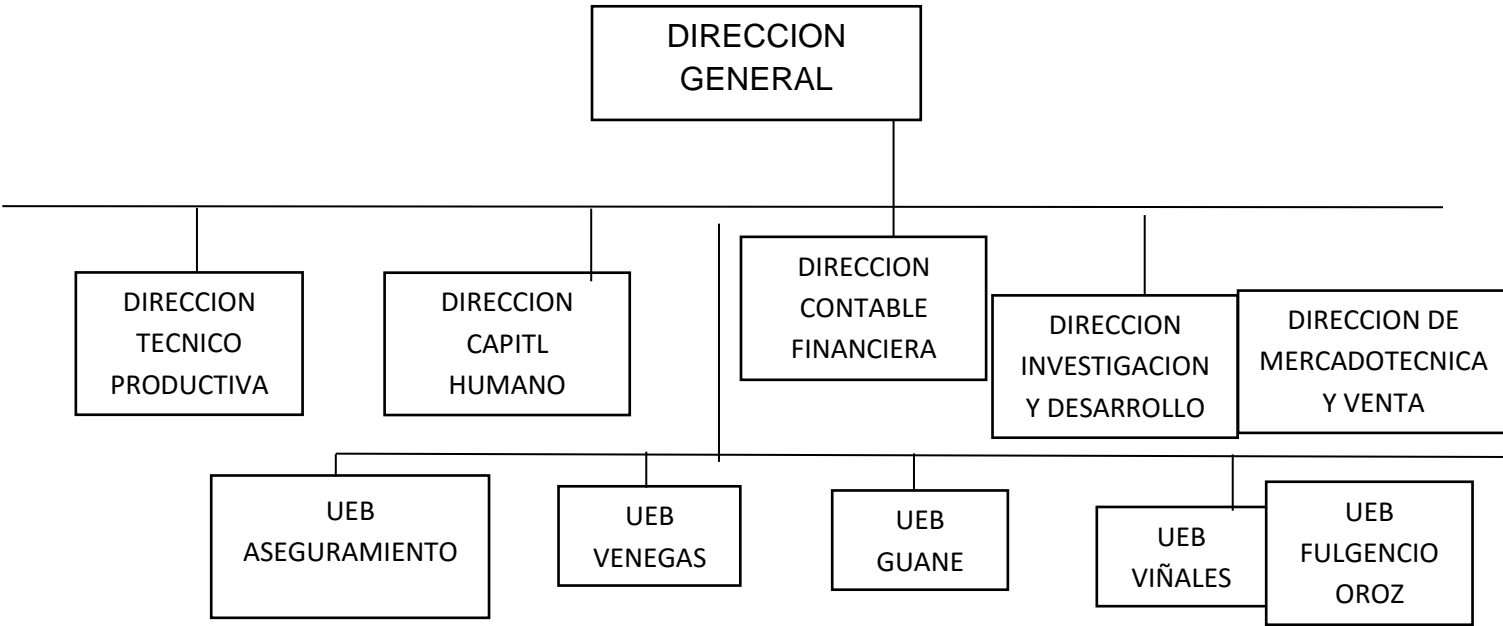 DIRECCION
GENERAL
DIRECCION
TECNICO
PRODUCTIVA
DIRECCION
CAPITL
HUMANO
DIRECCION
CONTABLE
FINANCIERA
DIRECCION
INVESTIGACION
Y DESARROLLO
DIRECCION DE
MERCADOTECNICA
Y VENTA
UEB
ASEGURAMIENTO
UEB
VENEGAS
UEB
GUANE
UEB
VIÑALES
UEB
FULGENCIO
OROZ